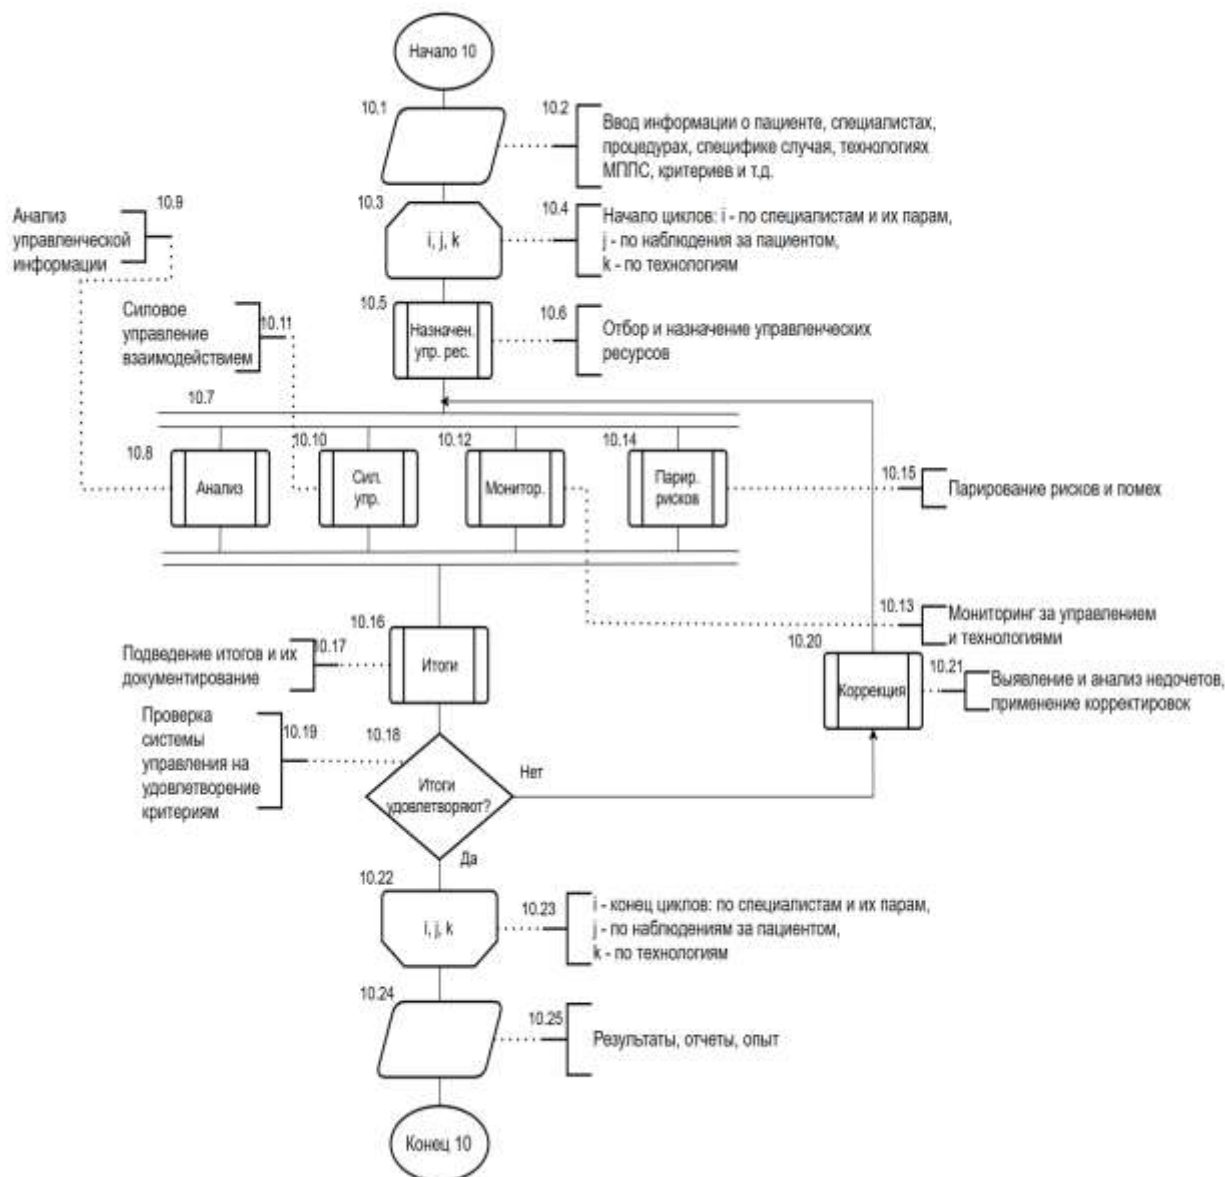 Начало 10
10.1
10.2
Ввод информации о пациенте, специалистах,
процедурах, специфике случая, технологиях
МППС, критериев и т.д.
10.3
i, j, k
10.4
Начало циклов: i - по специалистам и их парам,
j - по наблюдения за пациентом,
k - по технологиям
10.9
Анализ
управленческой
информации
10.5
Назначен.
упр. рес.
10.6
Отбор и назначение управленческих
ресурсов
Силовое
управление
взаимодействием
10.11
10.7
10.8
Анализ
10.10
Сил.
упр.
10.12
Монитор.
10.14
Парир.
рисков
10.15
Парирование рисков и помех
10.13
Мониторинг за управлением
и технологиями
10.16
Итоги
10.17
Подведение итогов и их
документирование
10.20
Коррекция
10.21
Выявление и анализ недочетов,
применение корректировок
Проверка
системы
управления на
удовлетворение
критериям
10.19
10.18
Итоги
удовлетворяют?
Нет
Да
10.22
i, j, k
10.23
i - конец циклов: по специалистам и их парам,
j - по наблюдениям за пациентом,
k - по технологиям
10.24
10.25
Результаты, отчеты, опыт
Конец 10